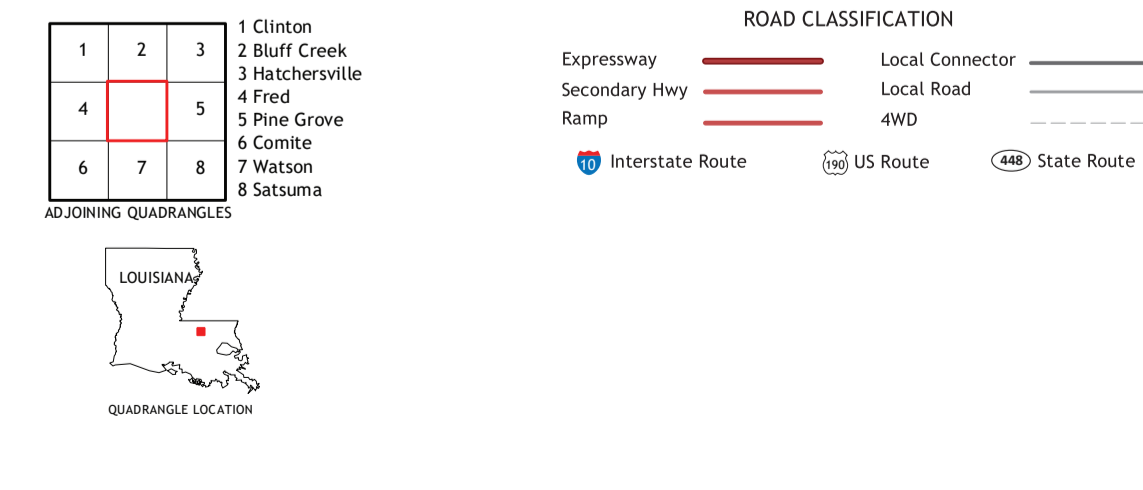 1 2 3
4 5
6 7 8
ADJOINING QUADRANGLES
1 Clinton
2 Bluff Creek
3 Hatchersville
4 Fred
5 Pine Grove
6 Comite
7 Watson
8 Satsuma
LOUISIANA
QUADRANGLE LOCATION
ROAD CLASSIFICATION
Expressway
Local Connector
Secondary Hwy
Local Road
Ramp
4WD
10 Interstate Route
190 US Route
448 State Route